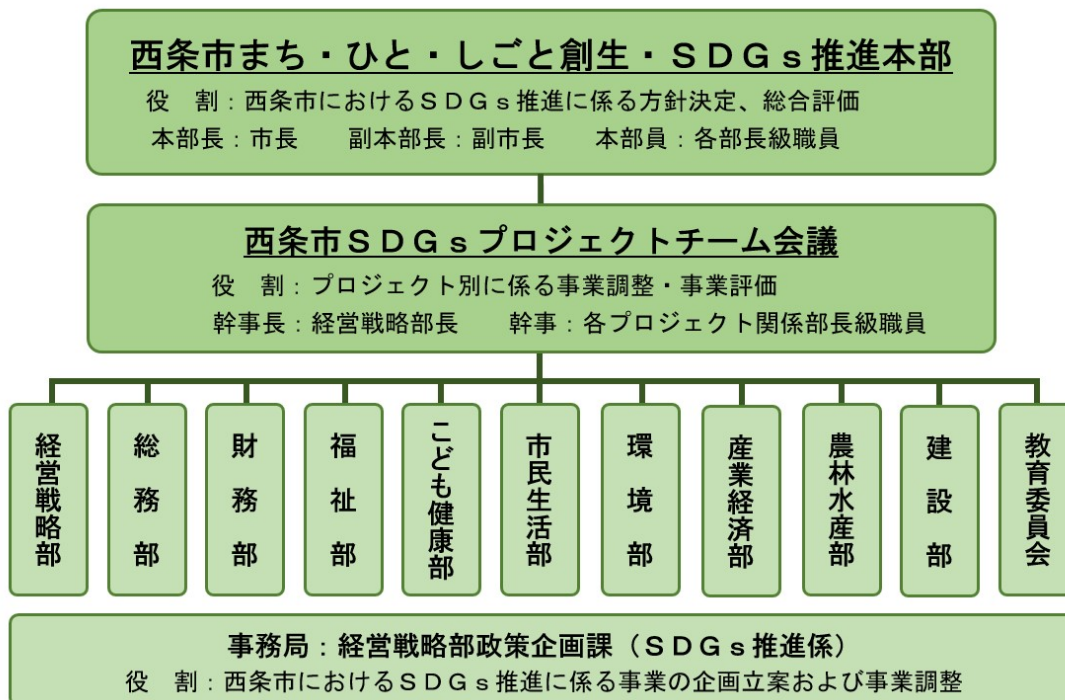 西条市まち・ひと・しごと創生・ＳＤＧｓ推進本部
役　割：西条市におけるＳＤＧｓ推進に係る方針決定、総合評価
本部長：市長　　副本部長：副市長　　本部員：各部長級職員
西条市ＳＤＧｓプロジェクトチーム会議
役　割：プロジェクト別に係る事業調整・事業評価
幹事長：経営戦略部長　　幹事：各プロジェクト関係部長級職員
経営戦略部
総務部
財務部
福祉部
こども健康部
市民生活部
環境部
産業経済部
農林水産部
建設部
教育委員会
事務局：経営戦略部政策企画課（ＳＤＧｓ推進係）
役　割：西条市におけるＳＤＧｓ推進に係る事業の企画立案および事業調整